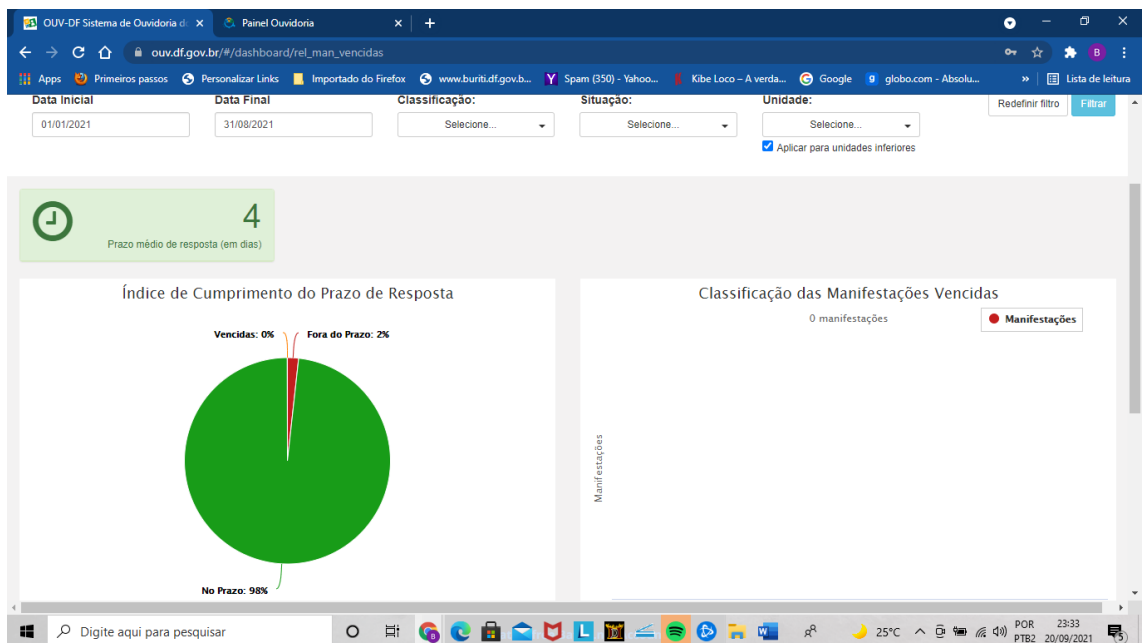 OUV-DF Sistema de Ouvidoria do
Painel Ouvidoria
ouv.df.gov.br/#/dashboard/rel_man_vencidas
B
Apps Primeiros passos Personalizar Links Importado do Firefox www.buriti.df.gov.b... Spam (350) - Yahoo... Kibe Loco – A verda... Google globo.com - Absolu... » Lista de leitura
Data Inicial Data Final Classificação: Situação: Unidade:
Redefinir filtro Filtrar
01/01/2021 31/08/2021 Selecione... Selecione... Selecione...
Aplicar para unidades inferiores
4
Prazo médio de resposta (em dias)
Índice de Cumprimento do Prazo de Resposta
Vencidas: 0% Fora do Prazo: 2%
No Prazo: 98%
Classificação das Manifestações Vencidas
0 manifestações
Manifestações
Manifestações
Digite aqui para pesquisar
25°C
POR
PTB2
23:33
20/09/2021